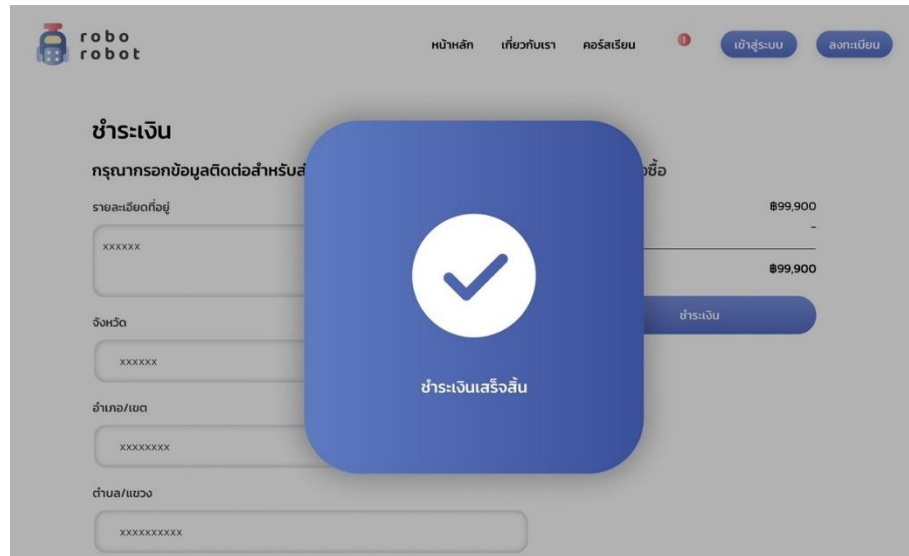 robo
robot
หน้าหลัก เกี่ยวกับเรา คอร์สเรียน 1 เข้าสู่ระบบ ลงทะเบียน
ชำระเงิน
กรุณากรอกข้อมูลติดต่อสำหรับ
รายละเอียดที่อยู่
xxxxxx
จังหวัด
xxxxxx
อำเภอ/เขต
xxxxxxxx
ตำบล/แขวง
xxxxxxxxxx
฿99,900
-
฿99,900
ชำระเงิน
ชำระเงินเสร็จสิ้น